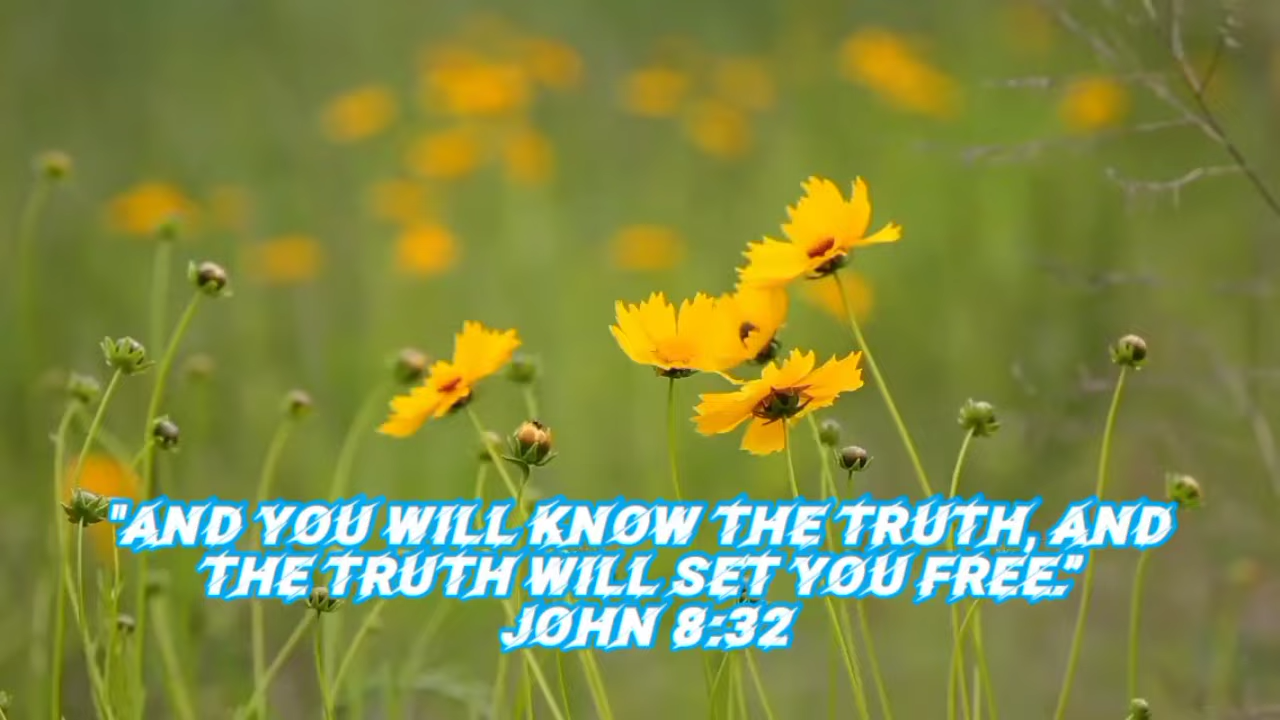 "AND YOU WILL KNOW THE TRUTH, AND
THE TRUTH WILL SET YOU FREE."
JOHN 8:32